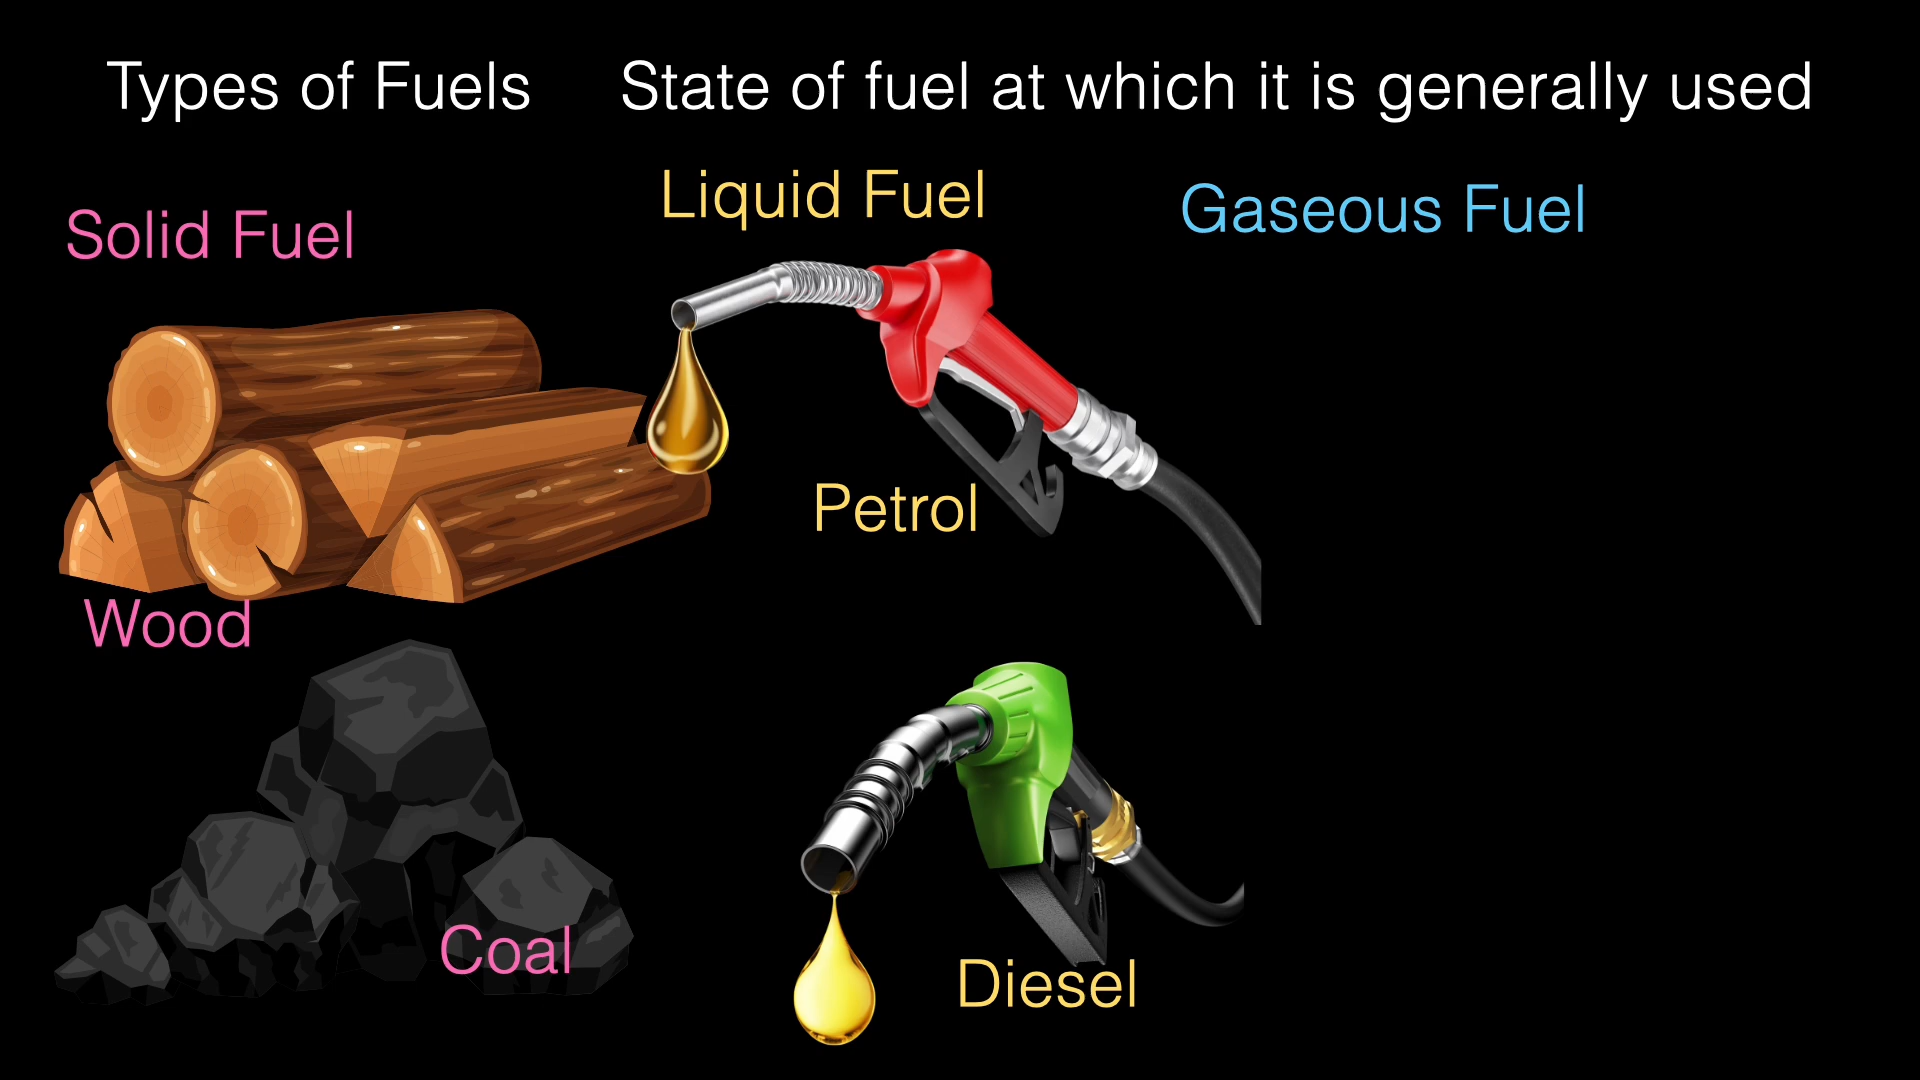 Types of Fuels
State of fuel at which it is generally used
Solid Fuel
Liquid Fuel
Gaseous Fuel
Wood
Petrol
Coal
Diesel